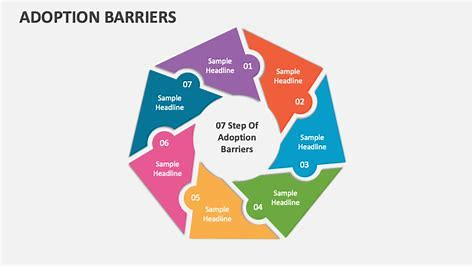 ADOPTION BARRIERS
Sample
Headline
01
Sample
Headline
02
Sample
Headline
03
Sample
Headline
04
Sample
Headline
05
Sample
Headline
06
Sample
Headline
07
07 Step Of
Adoption
Barriers